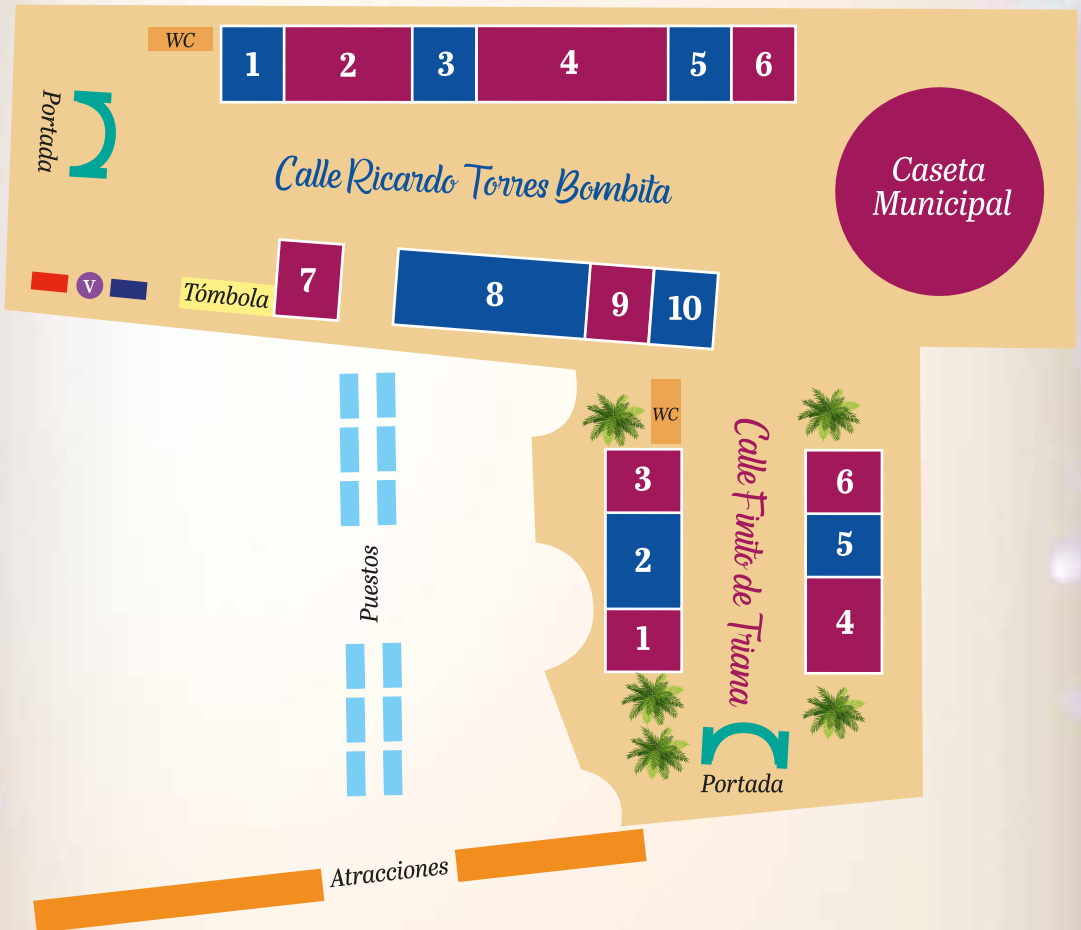 WC
1
2
3
4
5
6
Portada
Caseta
Municipal
Calle Ricardo Torres Bombita
V
Tómbola
7
8
9
10
WC
3
2
1
Calle Finito de Triana
6
5
4
Puestos
Portada
Atracciones